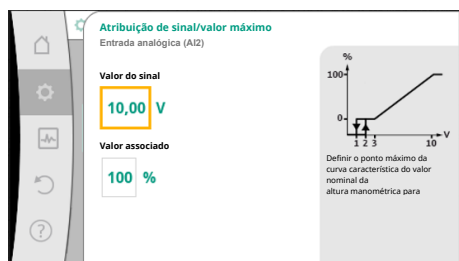 Atribuição de sinal/valor máximo
Entrada analógica (AI2)
Valor do sinal
10,00 V
Valor associado
100 %
%
100
0
1 2 3 10
V
Definir o ponto máximo da
curva característica do valor
nominal da
altura manométrica para
?